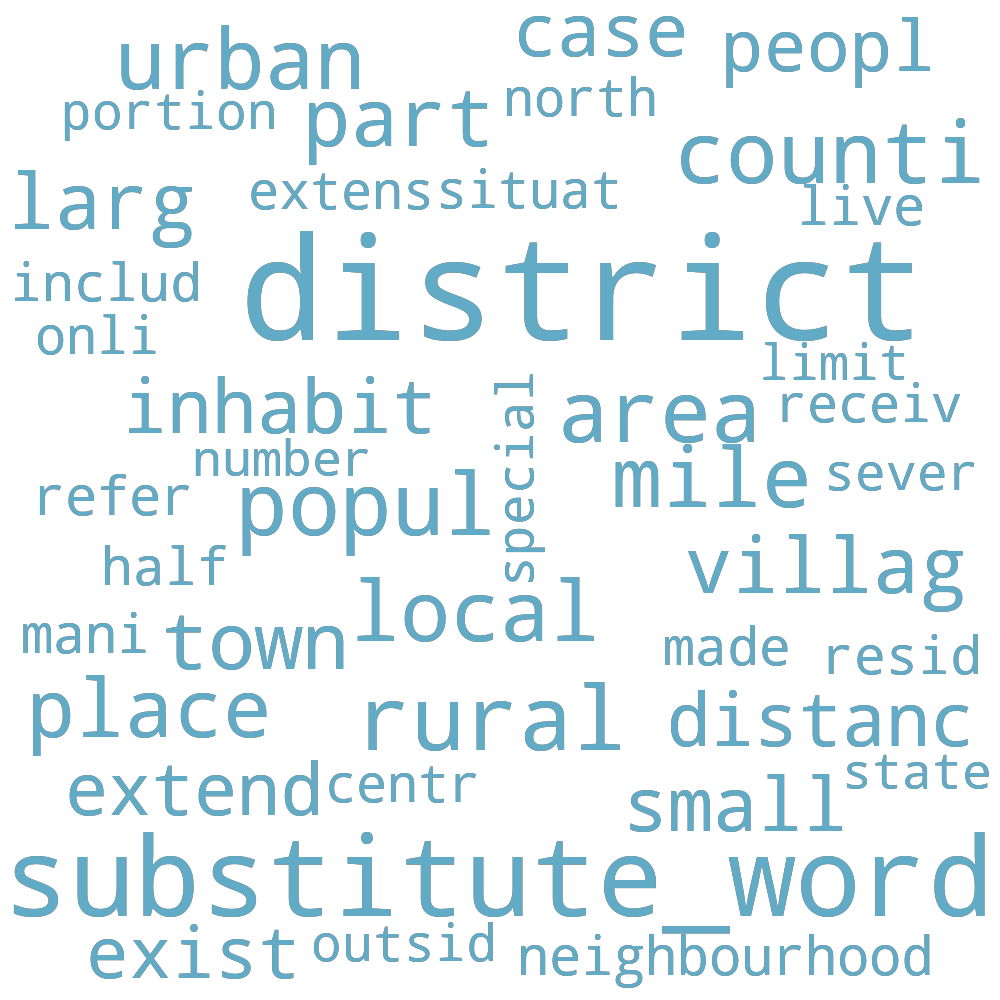 case
urban
peopl
portion
part
north
counti
larg
extens
situat
live
district
includ
onli
limit
inhabit
special
area
receiv
number
mile
sever
refer
popul
half
villag
local
mani
town
made
resid
place
rural
distanc
extend
centr
state
small
substitute_word
exist
outsid
neighbourhood